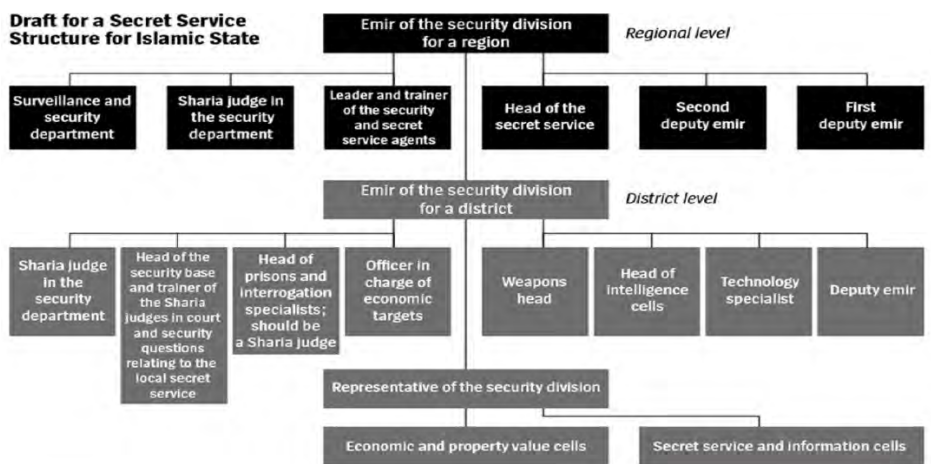 Draft for a Secret Service
Structure for Islamic State
Emir of the security division
for a region
Regional level
Surveillance and
security
department
Sharia judge in
the security
department
Leader and trainer
of the security
and secret
service agents
Head of the
secret service
Second
deputy emir
First
deputy emir
Emir of the security division
for a district
District level
Sharia judge
in the
security
department
Head of the
security base
and trainer of
the Sharia
judges in court
and security
questions
relating to the
local secret
service
Head of
prisons and
interrogation
specialists;
should be
a Sharia judge
Officer in
charge of
economic
targets
Weapons
head
Head of
intelligence
cells
Technology
specialist
Deputy emir
Representative of the security division
Economic and property value cells
Secret service and information cells